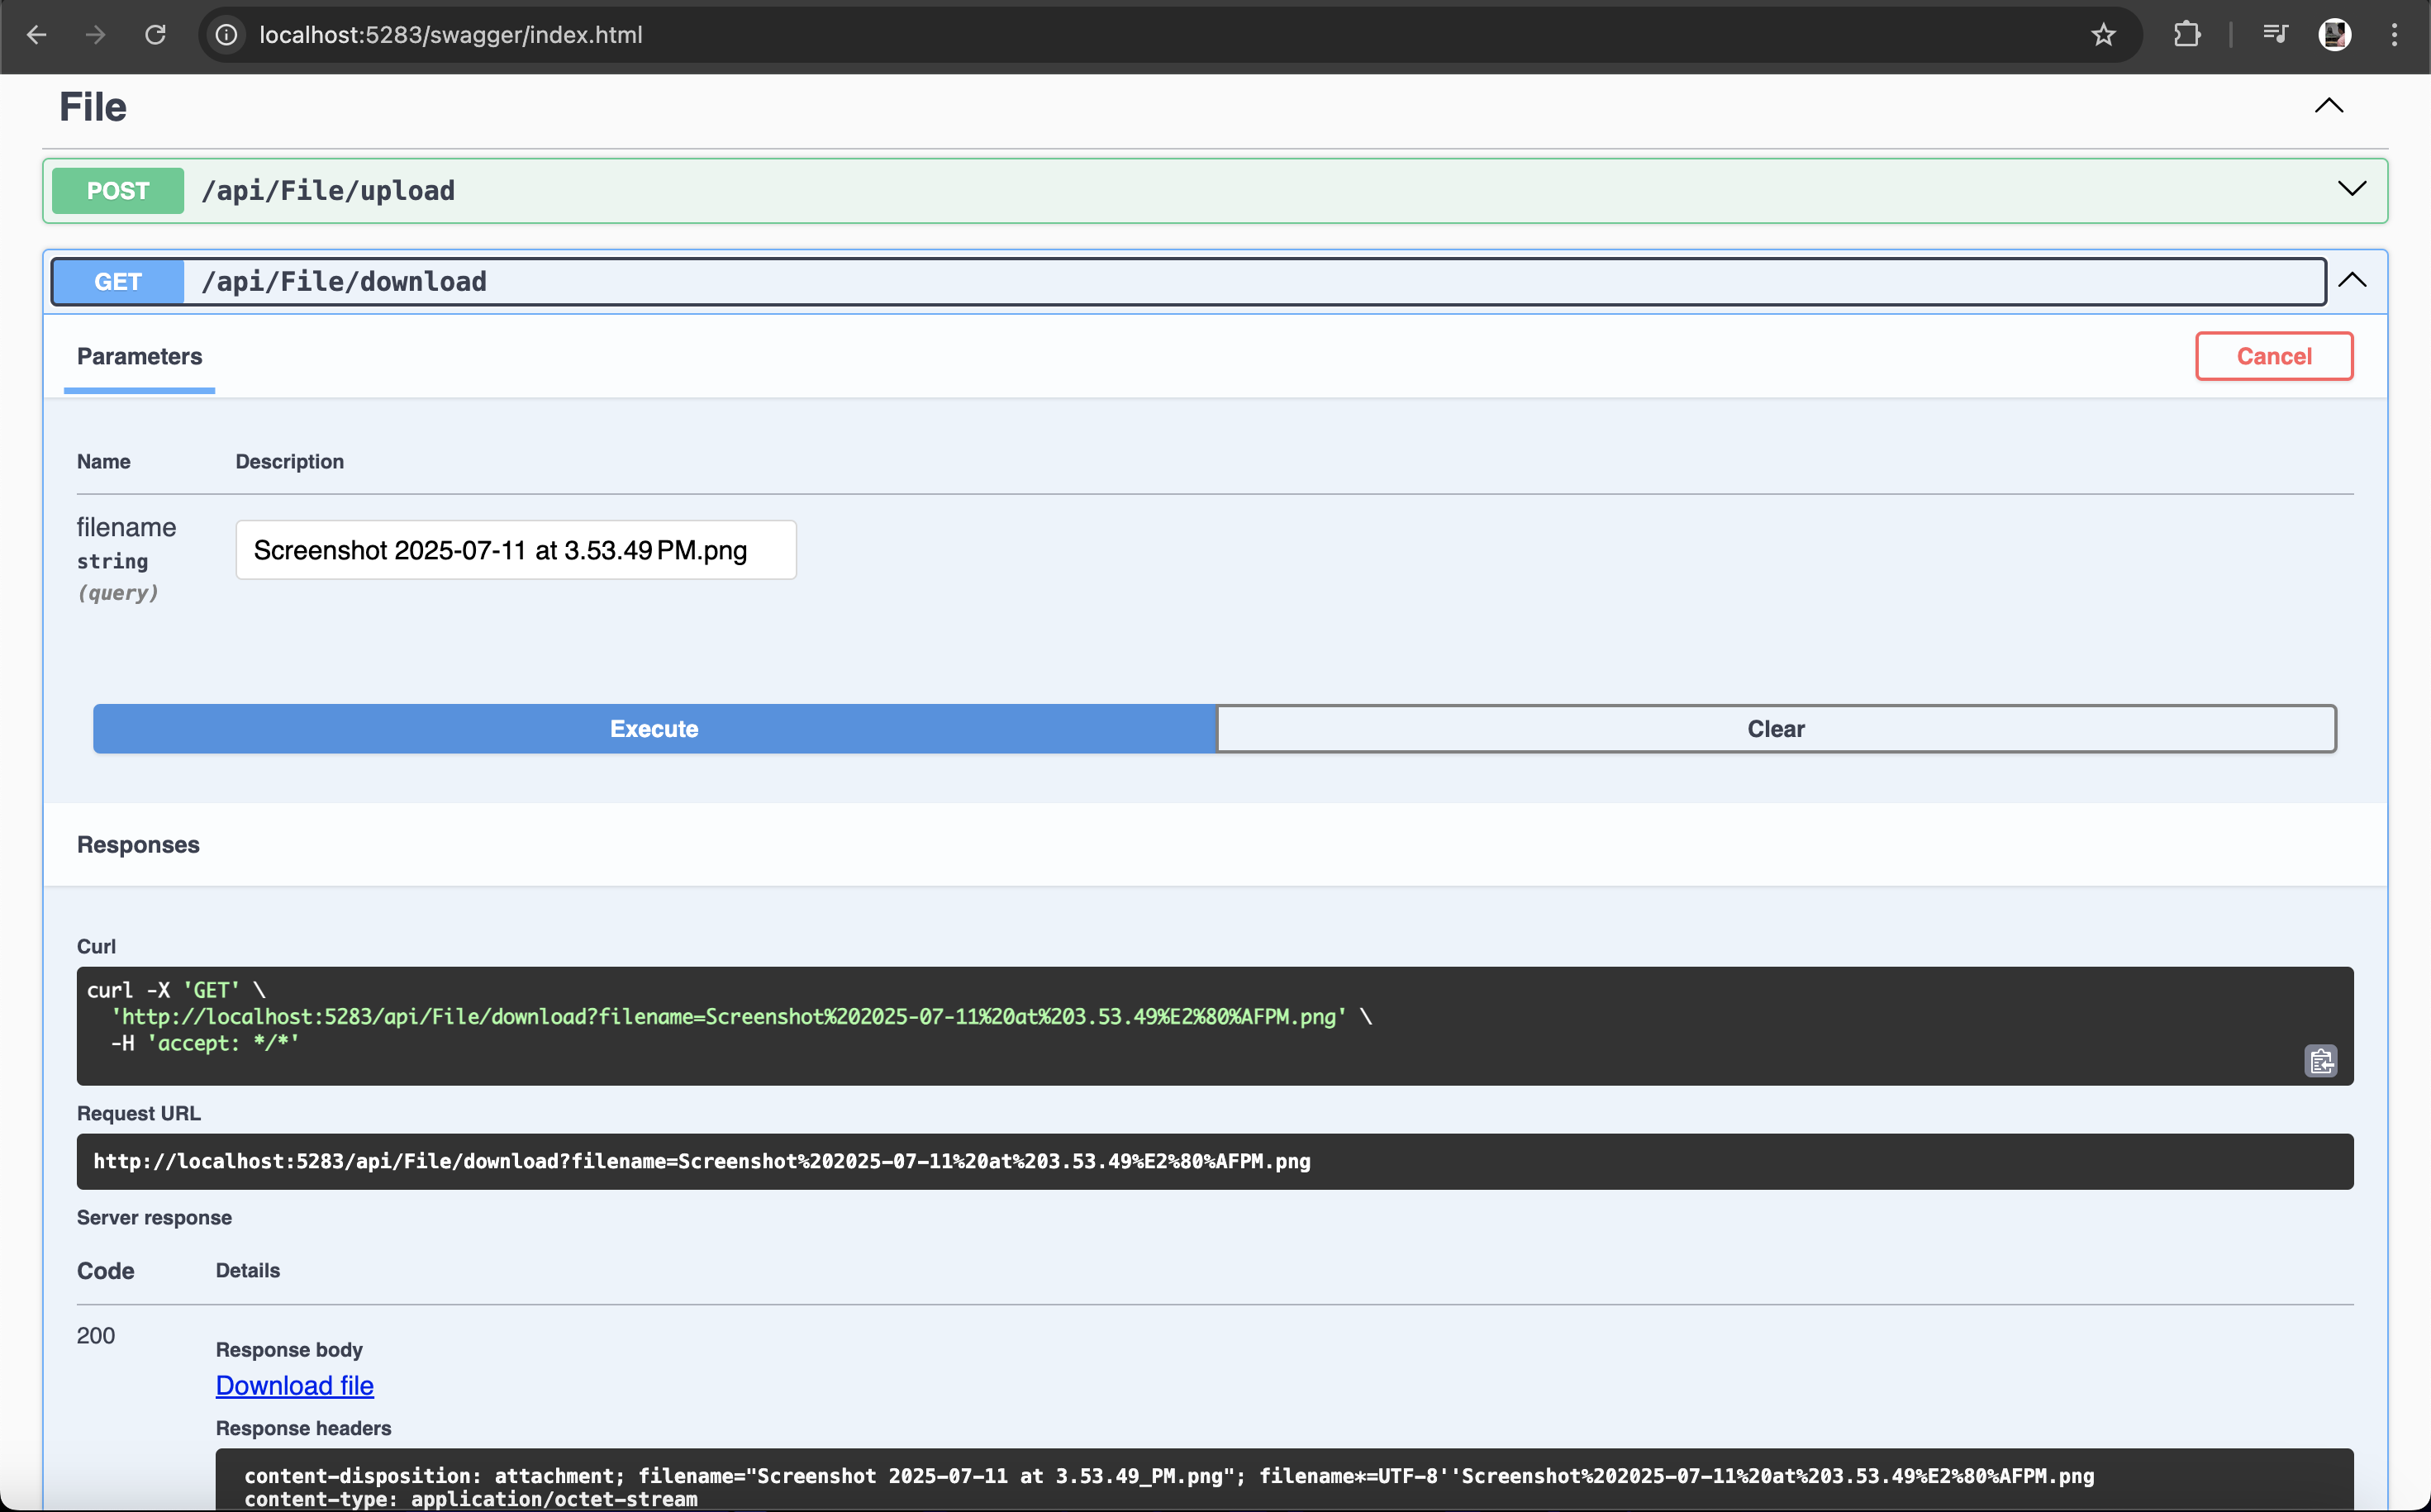 localhost:5283/swagger/index.html
File
POST /api/File/upload
GET /api/File/download
Parameters
Cancel
Name Description
filename
string
(query)
Screenshot 2025-07-11 at 3.53.49 PM.png
Execute
Clear
Responses
Curl
curl -X 'GET' \
'http://localhost:5283/api/File/download?filename=Screenshot%202025-07-11%20at%203.53.49%E2%80%AFPM.png' \
-H 'accept: */*'
Request URL
http://localhost:5283/api/File/download?filename=Screenshot%202025-07-11%20at%203.53.49%E2%80%AFPM.png
Server response
Code Details
200
Response body
Download file
Response headers
content-disposition: attachment; filename="Screenshot 2025-07-11 at 3.53.49_PM.png"; filename*=UTF-8''Screenshot%202025-07-11%20at%203.53.49%E2%80%AFPM.png
content-type: application/octet-stream